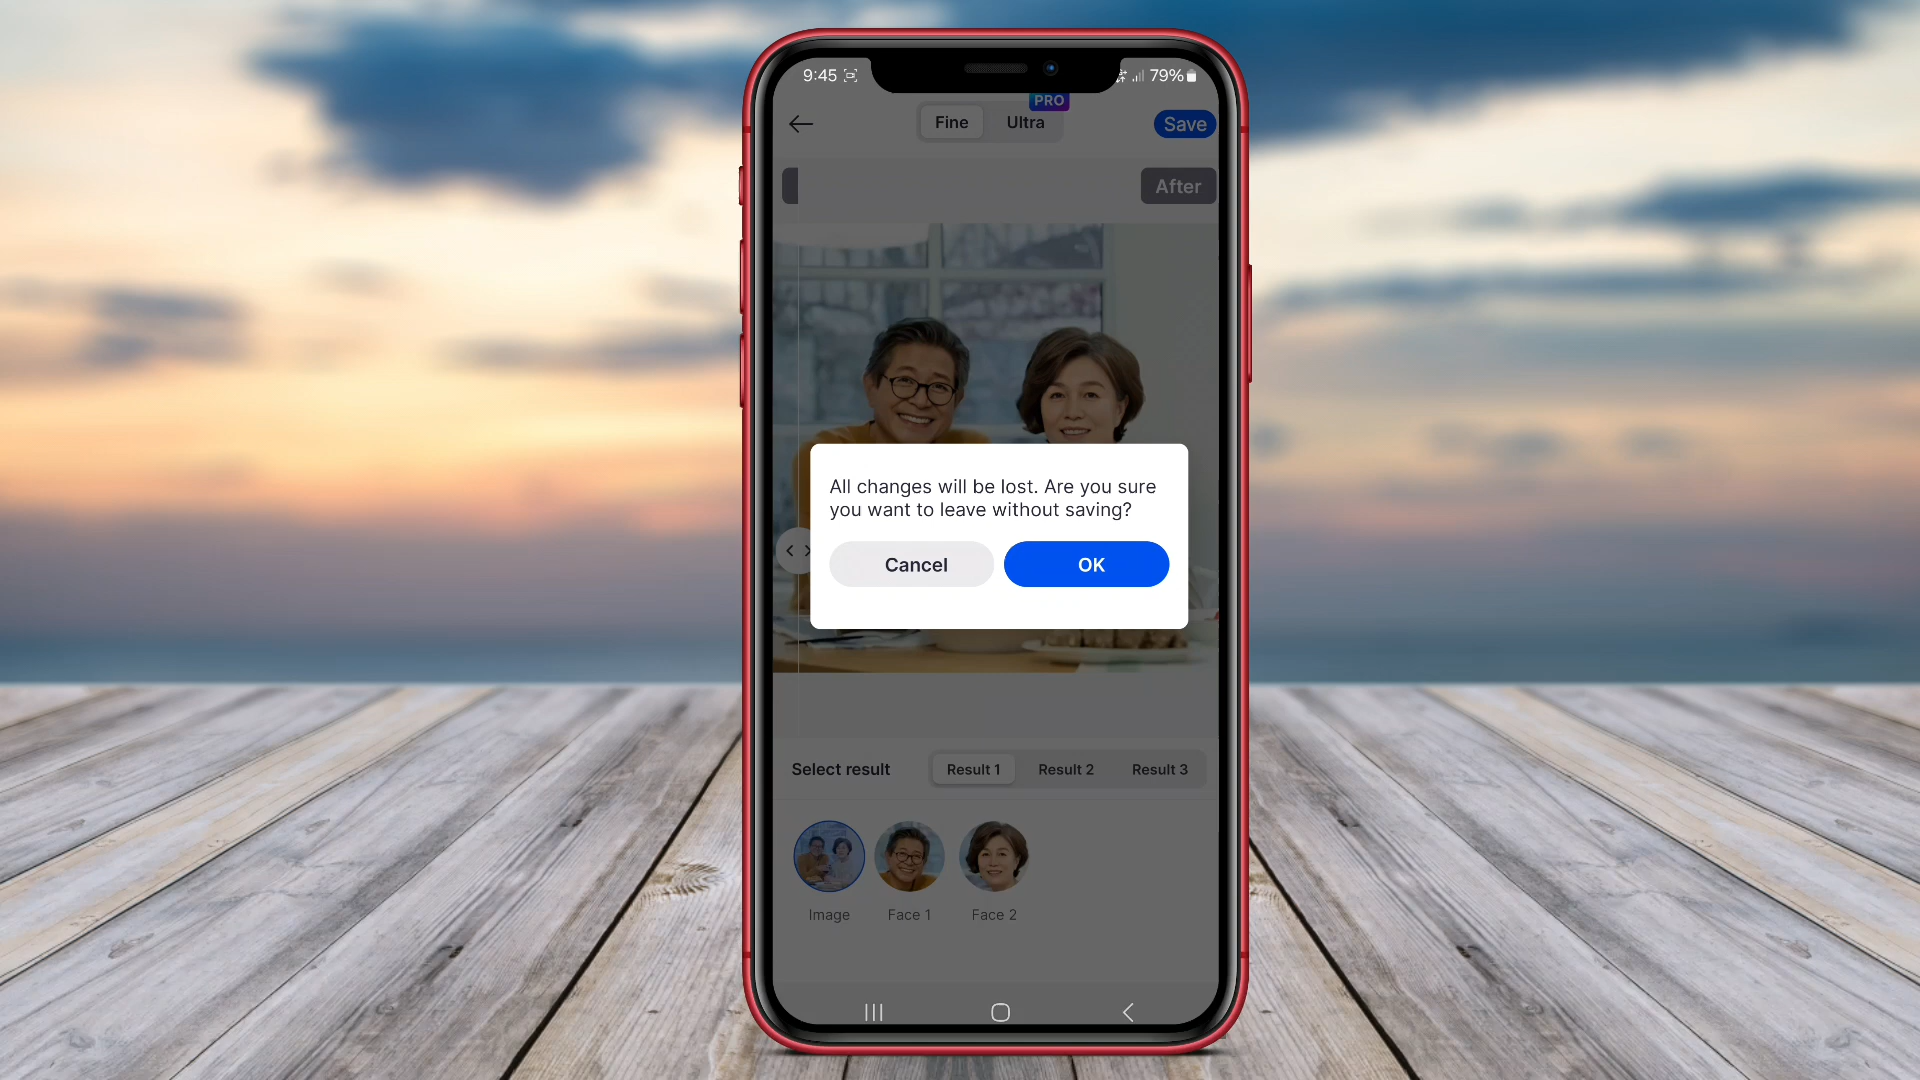 9:45 79%
PRO
Fine Ultra Save
After
All changes will be lost. Are you sure
you want to leave without saving?
Cancel OK
Select result Result 1 Result 2 Result 3
Image Face 1 Face 2